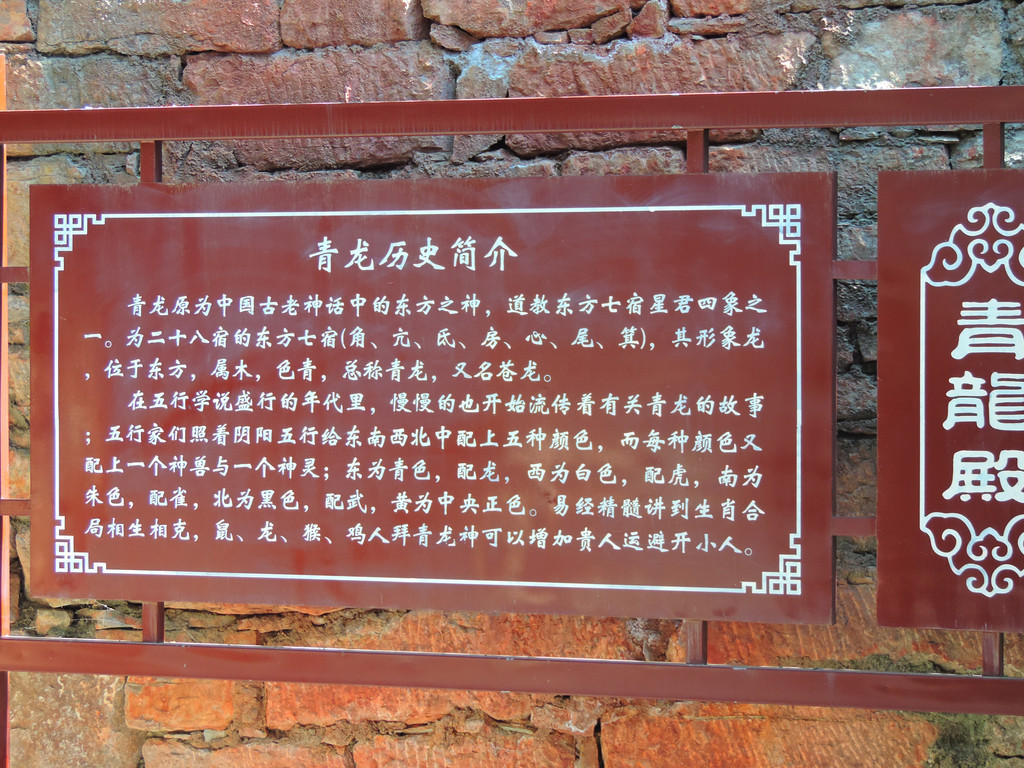 青龙历史简介
青龙原为中国古老神话中的东方之神，道教东方七宿星君四象之
一。为二十八宿的东方七宿(角、亢、氐、房、心、尾、箕)，其形象龙
，位于东方，属木，色青，总称青龙，又名苍龙。
在五行学说盛行的年代里，慢慢的也开始流传着有关青龙的故事
；五行家们照着阴阳五行给东南西北中配上五种颜色，而每种颜色又
配上一个神兽与一个神灵；东为青色，配龙，西为白色，配虎，南为
朱色，配雀，北为黑色，配武，黄为中央正色。易经精髓讲到生肖合
局相生相克，鼠、龙、猴、鸡人拜青龙神可以增加贵人运避开小人。
青龍殿